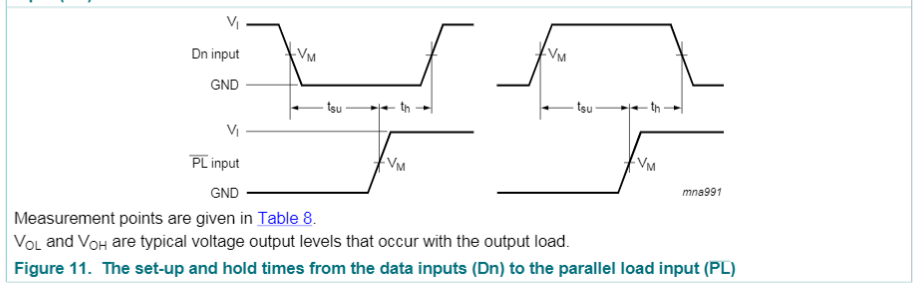 VI
Dn input
VM
VM
GND
tsu
th
tsu
th
VI
PL input
VM
VM
GND
mna991
Measurement points are given in Table 8.
VOL and VOH are typical voltage output levels that occur with the output load.
Figure 11. The set-up and hold times from the data inputs (Dn) to the parallel load input (PL)